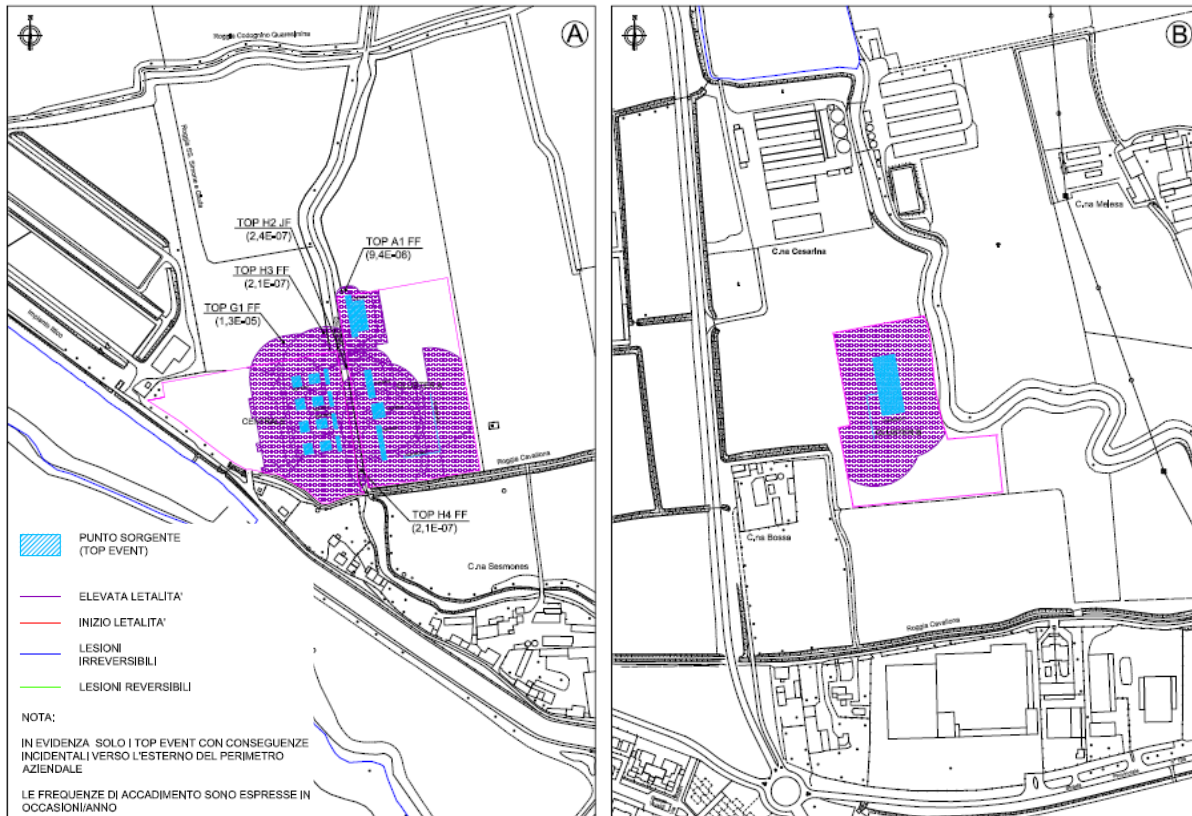 A
Roggia Codognino Quaresimina
TOP H2 JF
(2,4E-07)
TOP A1 FF
(9,4E-06)
TOP H3 FF
(2,1E-07)
TOP G1 FF
(1,3E-05)
Roggia Cavallona
TOP H4 FF
(2,1E-07)
C.na Sesmones
PUNTO SORGENTE
(TOP EVENT)
ELEVATA LETALITA'
INIZIO LETALITA'
LESIONI
IRREVERSIBILI
LESIONI REVERSIBILI
NOTA:
IN EVIDENZA SOLO I TOP EVENT CON CONSEGUENZE
INCIDENTALI VERSO L'ESTERNO DEL PERIMETRO
AZIENDALE
LE FREQUENZE DI ACCADIMENTO SONO ESPRESSE IN
OCCASIONI/ANNO
B
C.na Melesa
C.na Cesarina
C.na Bossa
Roggia Cavallona